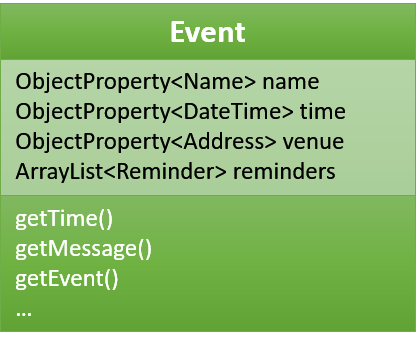 Event
ObjectProperty<Name> name
ObjectProperty<DateTime> time
ObjectProperty<Address> venue
ArrayList<Reminder> reminders
getTime()
getMessage()
getEvent()
...